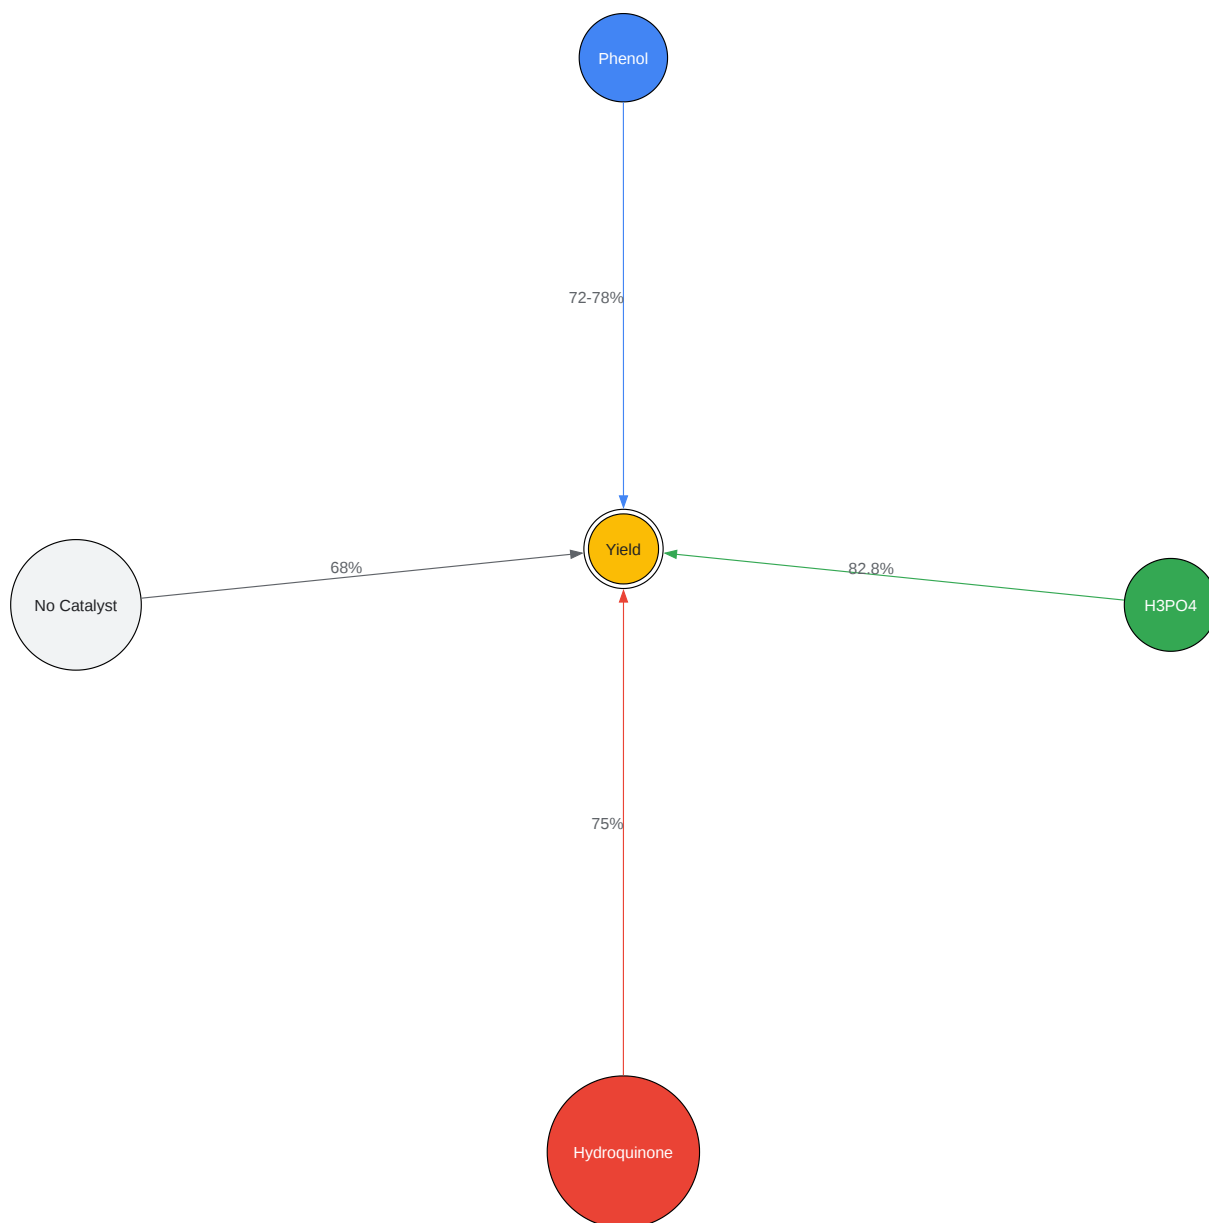 Phenol
72-78%
Yield
68%
82.8%
No Catalyst
H3PO4
75%
Hydroquinone